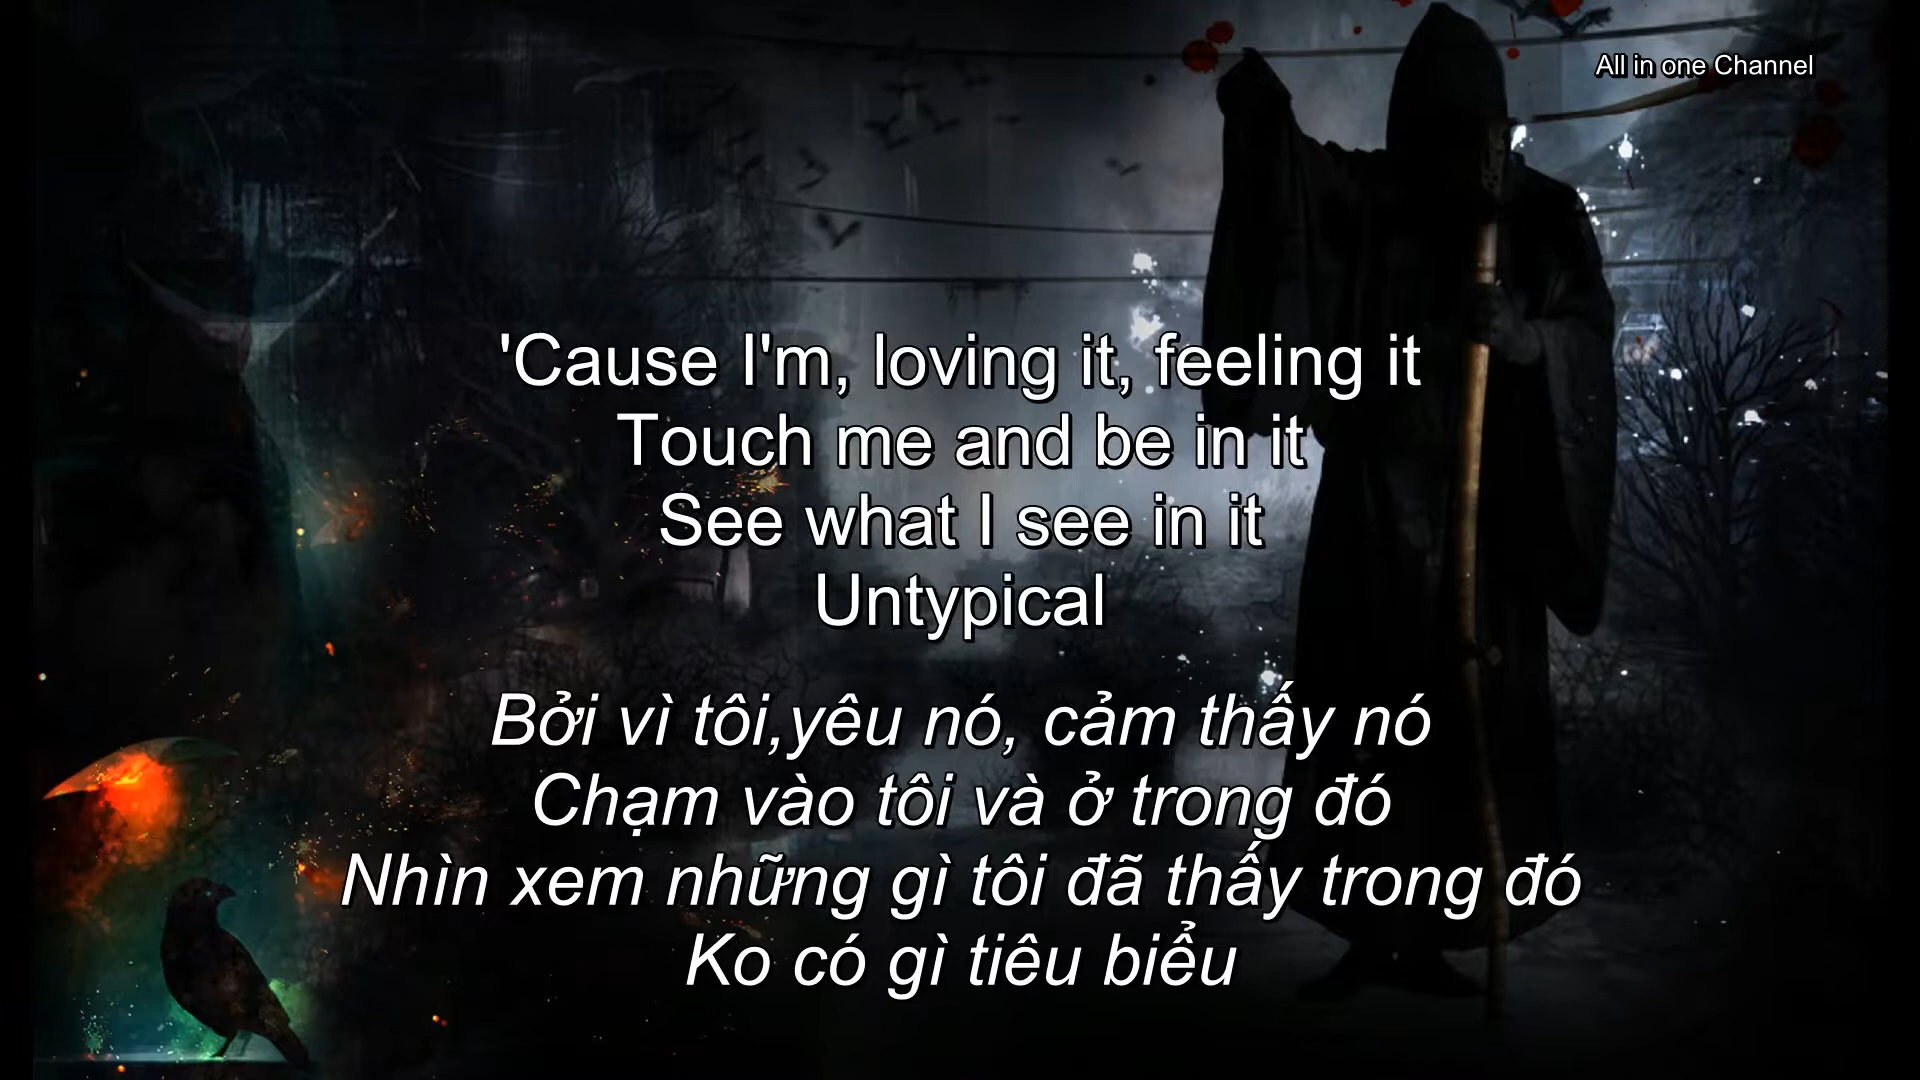 All in one Channel
'Cause I'm, loving it, feeling it
Touch me and be in it
See what I see in it
Untypical
Bởi vì tôi,yêu nó, cảm thấy nó
Chạm vào tôi và ở trong đó
Nhìn xem những gì tôi đã thấy trong đó
Ko có gì tiêu biểu